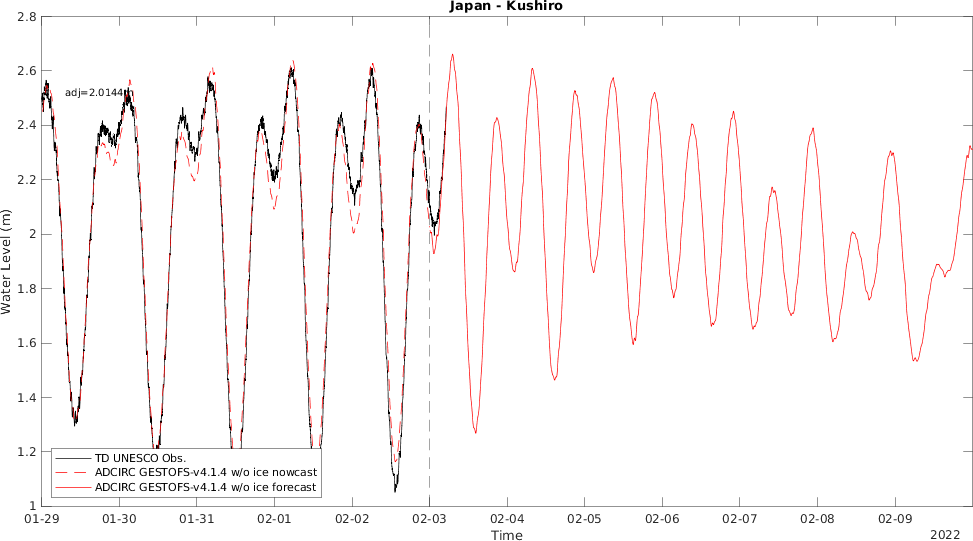 Japan - Kushiro
2.8
2.6
2.4
2.2
2
1.8
1.6
1.4
1.2
1
Water Level (m)
adj=2.0144
TD UNESCO Obs.
ADCIRC GESTOFS-v4.1.4 w/o ice nowcast
ADCIRC GESTOFS-v4.1.4 w/o ice forecast
01-29 01-30 01-31 02-01 02-02 02-03 02-04 02-05 02-06 02-07 02-08 02-09
Time
2022